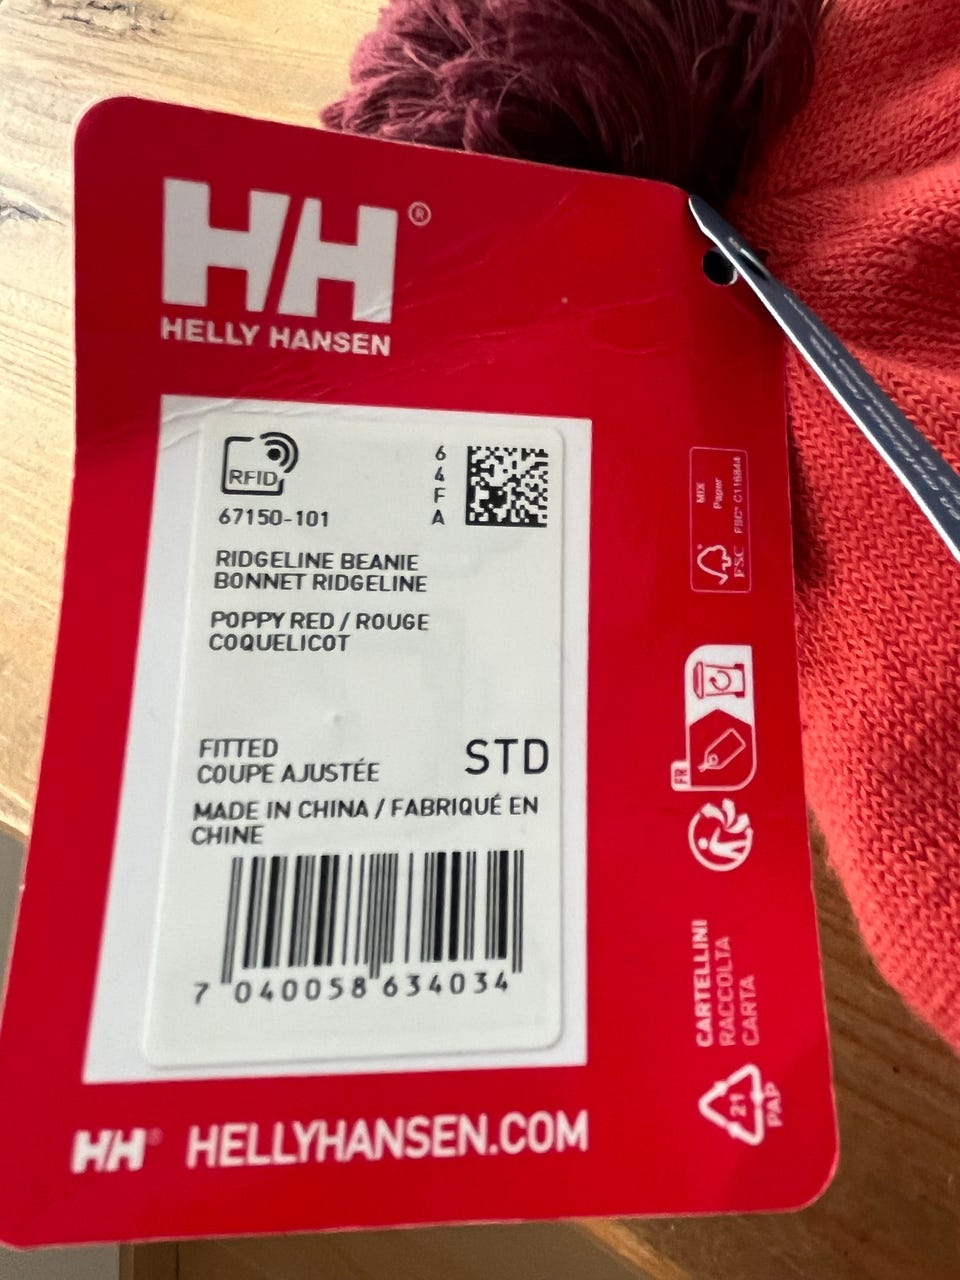 HH®
HELLY HANSEN
RFID
6
4
F
A
67150-101
RIDGELINE BEANIE
BONNET RIDGELINE
POPPY RED / ROUGE
COQUELICOT
FITTED
COUPE AJUSTÉE
STD
MADE IN CHINA / FABRIQUÉ EN
CHINE
7 040058 634034
HH® HELLYHANSEN.COM
MIX
Paper
FSC® C116844
FSC
FR
CARTELLINI
RACCOLTA
CARTA
21
PAP